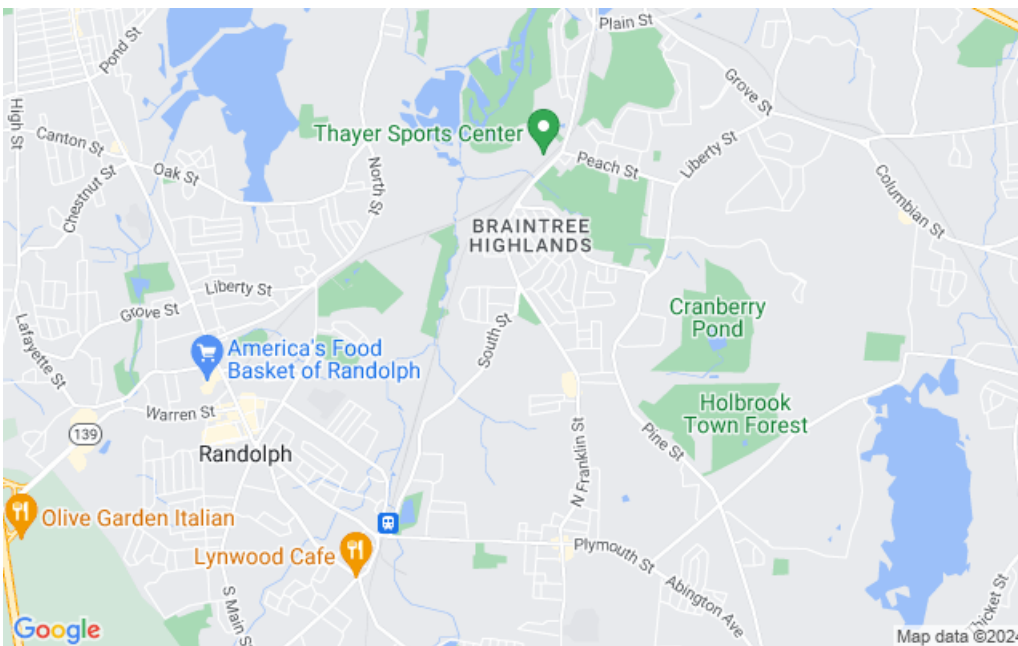 Plain St
Pond St
Grove St
High St
Thayer Sports Center
Canton St
Liberty St
Peach St
Oak St
North St
Chestnut St
Columbian St
BRAINTREE
HIGHLANDS
Liberty St
Cranberry
Pond
Grove St
Lafayette St
South St
America's Food
Basket of Randolph
Holbrook
Town Forest
Warren St
139
Pine St
Randolph
N Franklin St
Olive Garden Italian
Lynwood Cafe
Plymouth St
Abington Ave
S Main St
Google
Map data ©2024